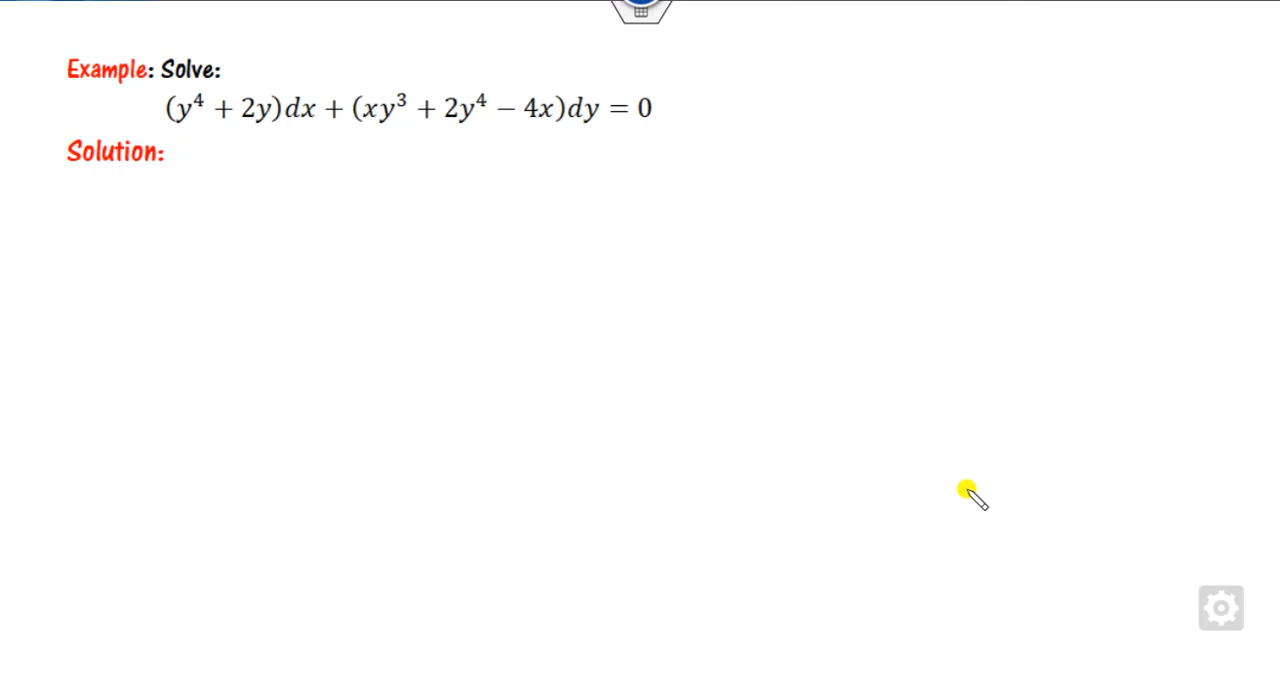 Example: Solve:
(y⁴ + 2y)dx + (xy³ + 2y⁴ − 4x)dy = 0
Solution: